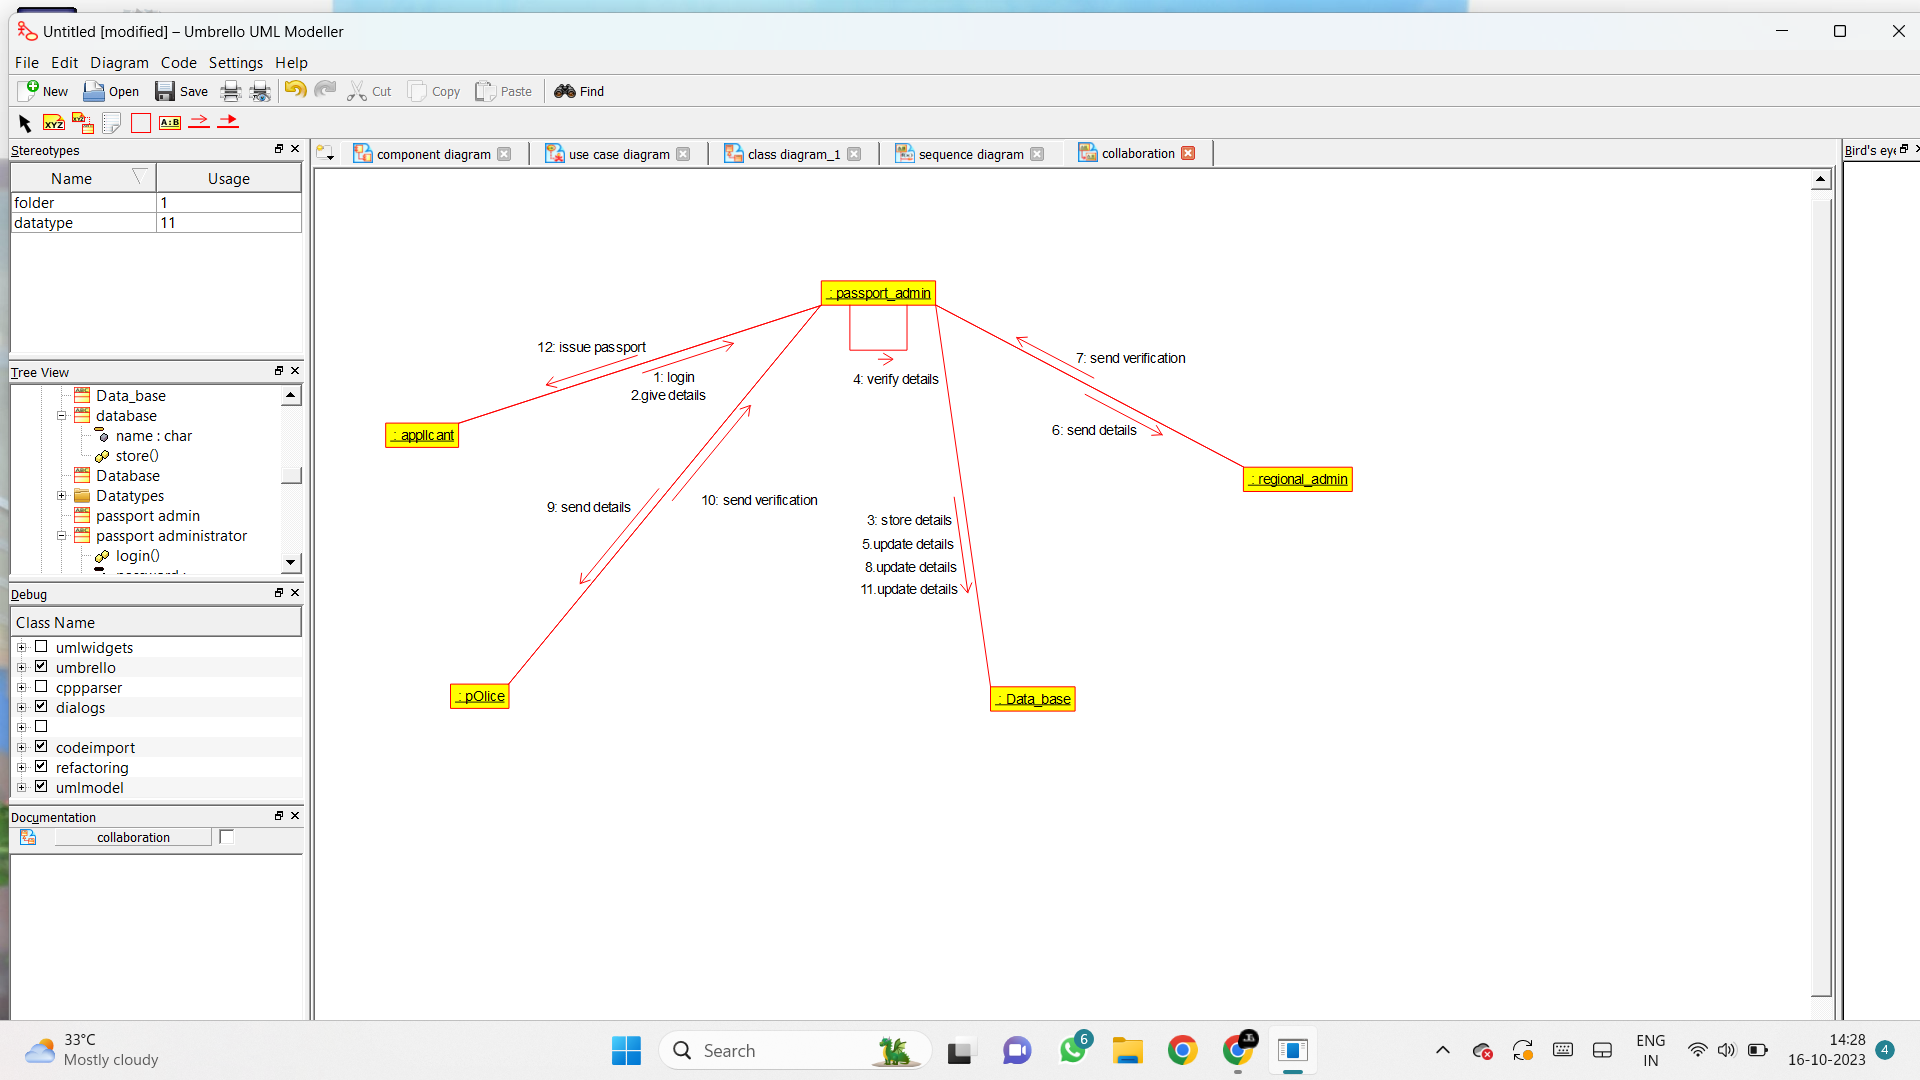 Untitled [modified] – Umbrello UML Modeller
File Edit Diagram Code Settings Help
New Open Save Cut Copy Paste Find
XYZ XYZ A:B
Stereotypes
Name Usage
folder 1
datatype 11
Tree View
Data_base
database
name : char
store()
Database
Datatypes
passport admin
passport administrator
login()
Debug
Class Name
umlwidgets
umbrello
cppparser
dialogs
codeimport
refactoring
umlmodel
Documentation
collaboration
component diagram use case diagram class diagram_1 sequence diagram collaboration
Bird's eye
: passport_admin
12: issue passport
1: login
2.give details
4: verify details
7: send verification
6: send details
: applicant
: regional_admin
9: send details
10: send verification
3: store details
5.update details
8.update details
11.update details
: pOlice
: Data_base
33°C
Mostly cloudy
Search
6
ENG
IN
14:28
16-10-2023
4